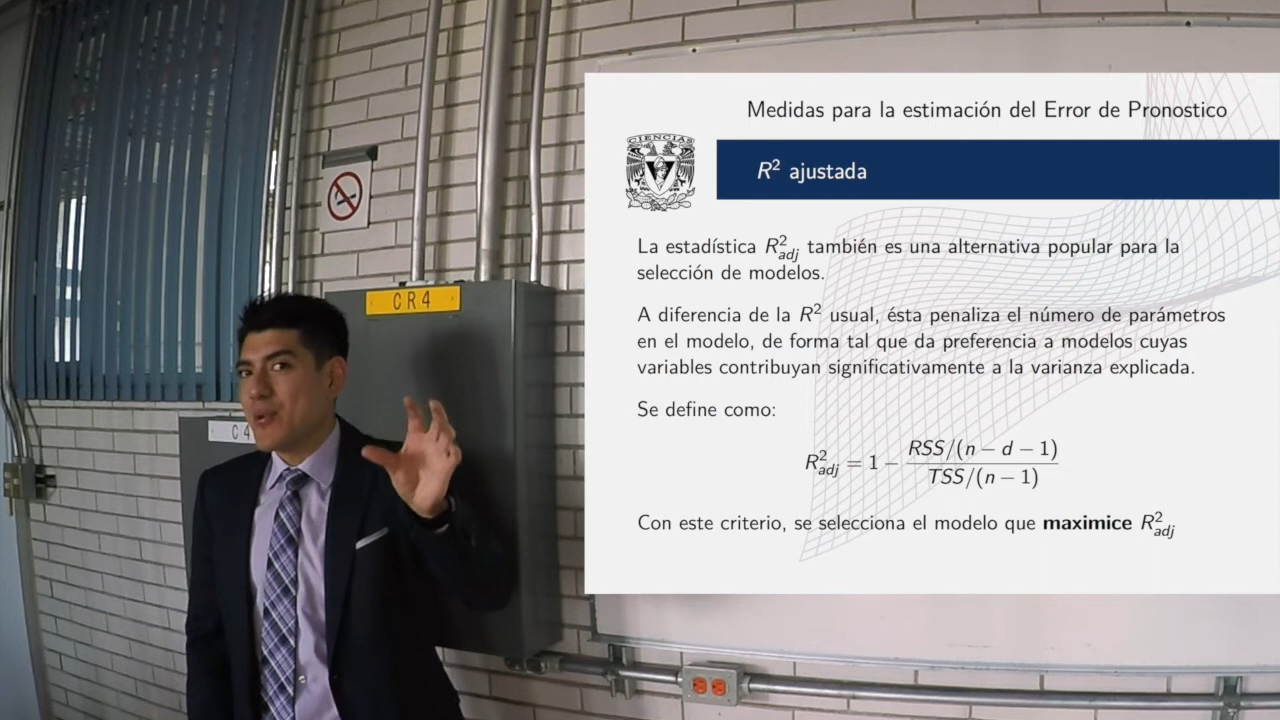 Medidas para la estimación del Error de Pronostico
CIENCIAS
R² ajustada
La estadística R²adj también es una alternativa popular para la
selección de modelos.
A diferencia de la R² usual, ésta penaliza el número de parámetros
en el modelo, de forma tal que da preferencia a modelos cuyas
variables contribuyan significativamente a la varianza explicada.
Se define como:
R²adj = 1 − RSS/(n − d − 1) / TSS/(n − 1)
Con este criterio, se selecciona el modelo que maximice R²adj
CR4